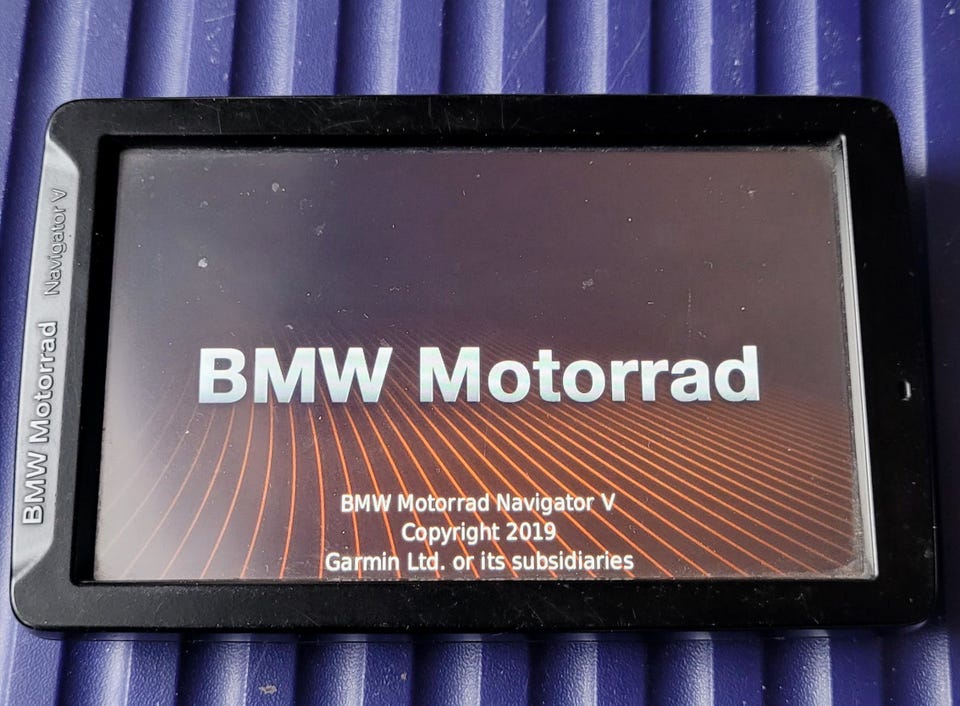 BMW Motorrad Navigator V
BMW Motorrad
BMW Motorrad Navigator V
Copyright 2019
Garmin Ltd. or its subsidiaries